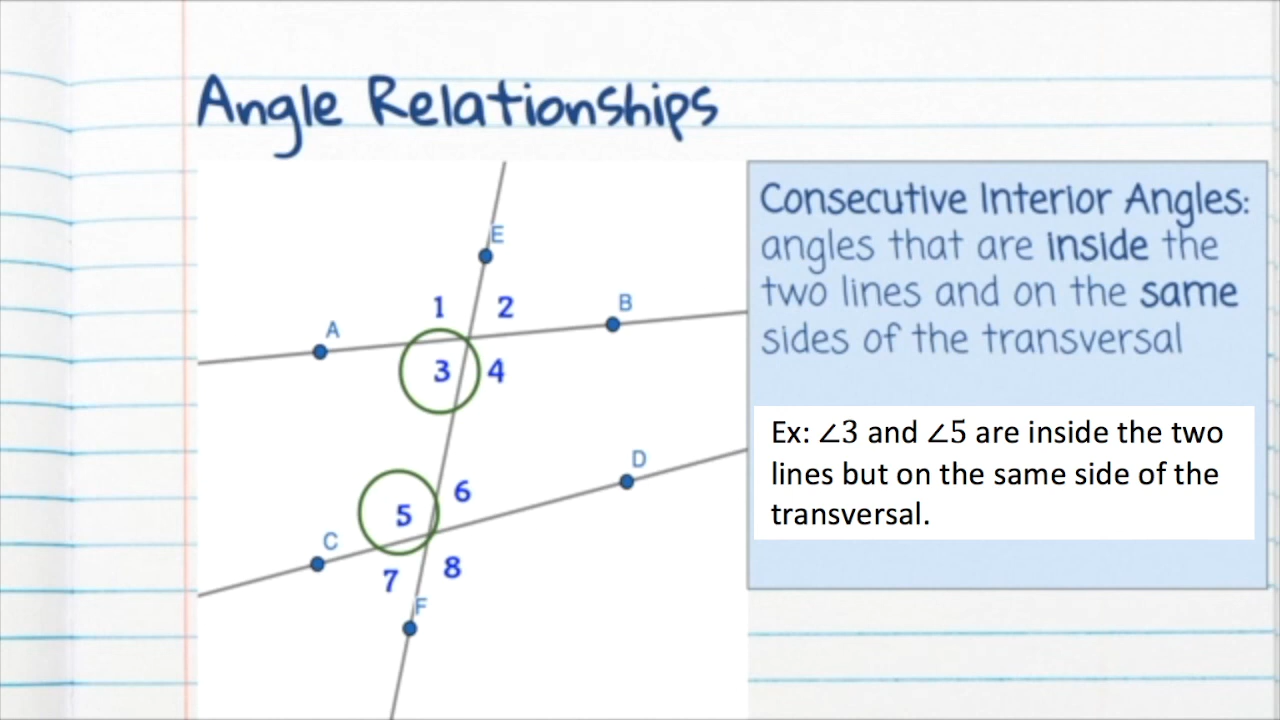 Angle Relationships
Consecutive Interior Angles:
angles that are inside the
two lines and on the same
sides of the transversal
Ex: ∠3 and ∠5 are inside the two
lines but on the same side of the
transversal.
E
1 2
B
A
3 4
D
6
5
C
8
7
F